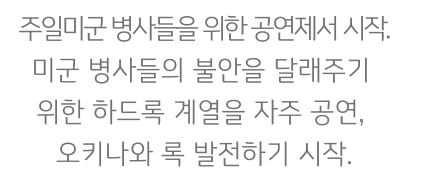 주일미군 병사들을 위한 공연제서 시작.
미군 병사들의 불안을 달래주기
위한 하드록 계열을 자주 공연,
오키나와 록 발전하기 시작.